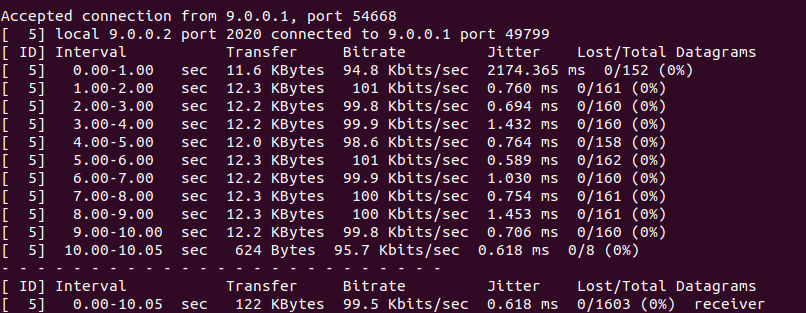 Accepted connection from 9.0.0.1, port 54668
[  5] local 9.0.0.2 port 2020 connected to 9.0.0.1 port 49799
[ ID] Interval           Transfer     Bitrate         Jitter    Lost/Total Datagrams
[  5]   0.00-1.00   sec  11.6 KBytes  94.8 Kbits/sec  2174.365 ms  0/152 (0%)
[  5]   1.00-2.00   sec  12.3 KBytes   101 Kbits/sec  0.760 ms  0/161 (0%)
[  5]   2.00-3.00   sec  12.2 KBytes  99.8 Kbits/sec  0.694 ms  0/160 (0%)
[  5]   3.00-4.00   sec  12.2 KBytes  99.9 Kbits/sec  1.432 ms  0/160 (0%)
[  5]   4.00-5.00   sec  12.0 KBytes  98.6 Kbits/sec  0.764 ms  0/158 (0%)
[  5]   5.00-6.00   sec  12.3 KBytes   101 Kbits/sec  0.589 ms  0/162 (0%)
[  5]   6.00-7.00   sec  12.2 KBytes  99.9 Kbits/sec  1.030 ms  0/160 (0%)
[  5]   7.00-8.00   sec  12.3 KBytes   100 Kbits/sec  0.754 ms  0/161 (0%)
[  5]   8.00-9.00   sec  12.3 KBytes   100 Kbits/sec  1.453 ms  0/161 (0%)
[  5]   9.00-10.00  sec  12.2 KBytes  99.8 Kbits/sec  0.706 ms  0/160 (0%)
[  5]  10.00-10.05  sec   624 Bytes  95.7 Kbits/sec  0.618 ms  0/8 (0%)
- - - - - - - - - - - - - - - - - - - - - - - - -
[ ID] Interval           Transfer     Bitrate         Jitter    Lost/Total Datagrams
[  5]   0.00-10.05  sec   122 KBytes  99.5 Kbits/sec  0.618 ms  0/1603 (0%)  receiver